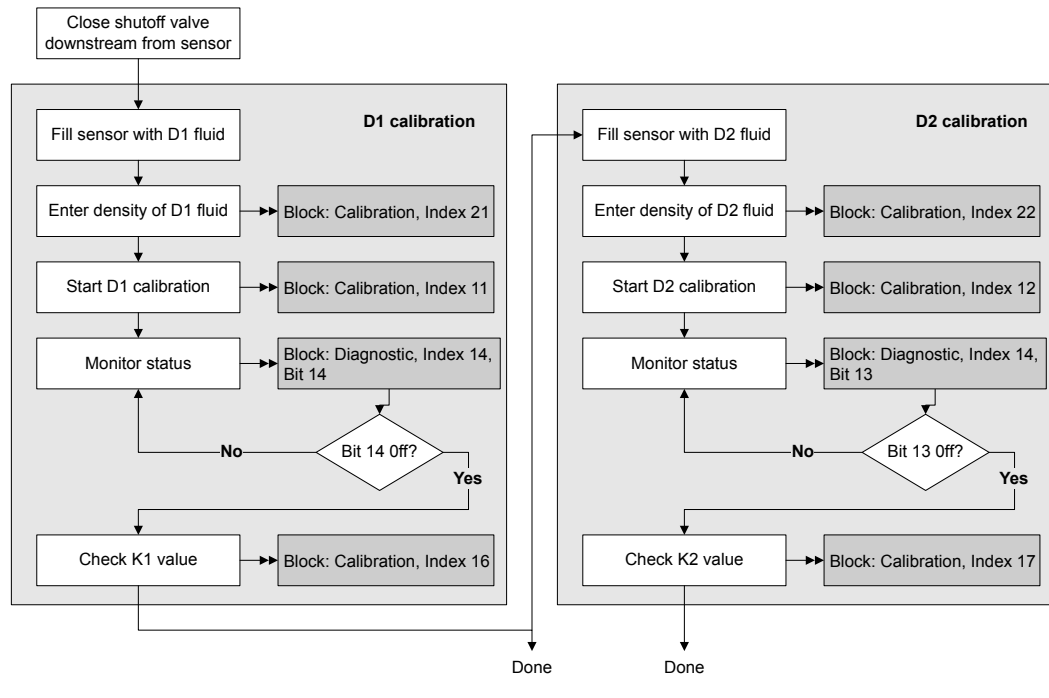 Close shutoff valve
downstream from sensor
D1 calibration
Fill sensor with D1 fluid
Enter density of D1 fluid
Block: Calibration, Index 21
Start D1 calibration
Block: Calibration, Index 11
Monitor status
Block: Diagnostic, Index 14,
Bit 14
Bit 14 0ff?
No
Yes
Check K1 value
Block: Calibration, Index 16
Done
D2 calibration
Fill sensor with D2 fluid
Enter density of D2 fluid
Block: Calibration, Index 22
Start D2 calibration
Block: Calibration, Index 12
Monitor status
Block: Diagnostic, Index 14,
Bit 13
Bit 13 0ff?
No
Yes
Check K2 value
Block: Calibration, Index 17
Done